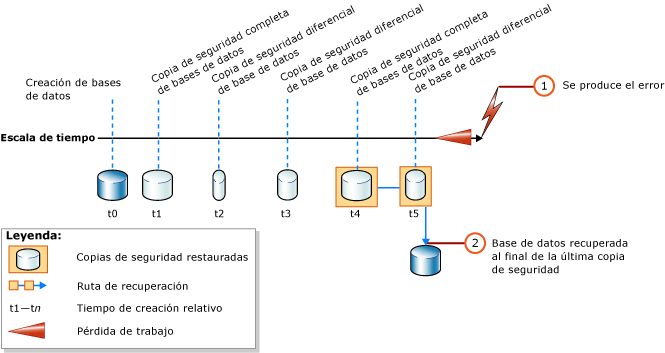 Copia de seguridad completa
de bases de datos
Copia de seguridad diferencial
de base de datos
Copia de seguridad diferencial
de base de datos
Copia de seguridad completa
de bases de datos
Copia de seguridad diferencial
de base de datos
Creación de bases
de datos
1
Se produce el error
Escala de tiempo
t0
t1
t2
t3
t4
t5
2
Base de datos recuperada
al final de la última copia
de seguridad
Leyenda:
Copias de seguridad restauradas
Ruta de recuperación
t1—tn
Tiempo de creación relativo
Pérdida de trabajo